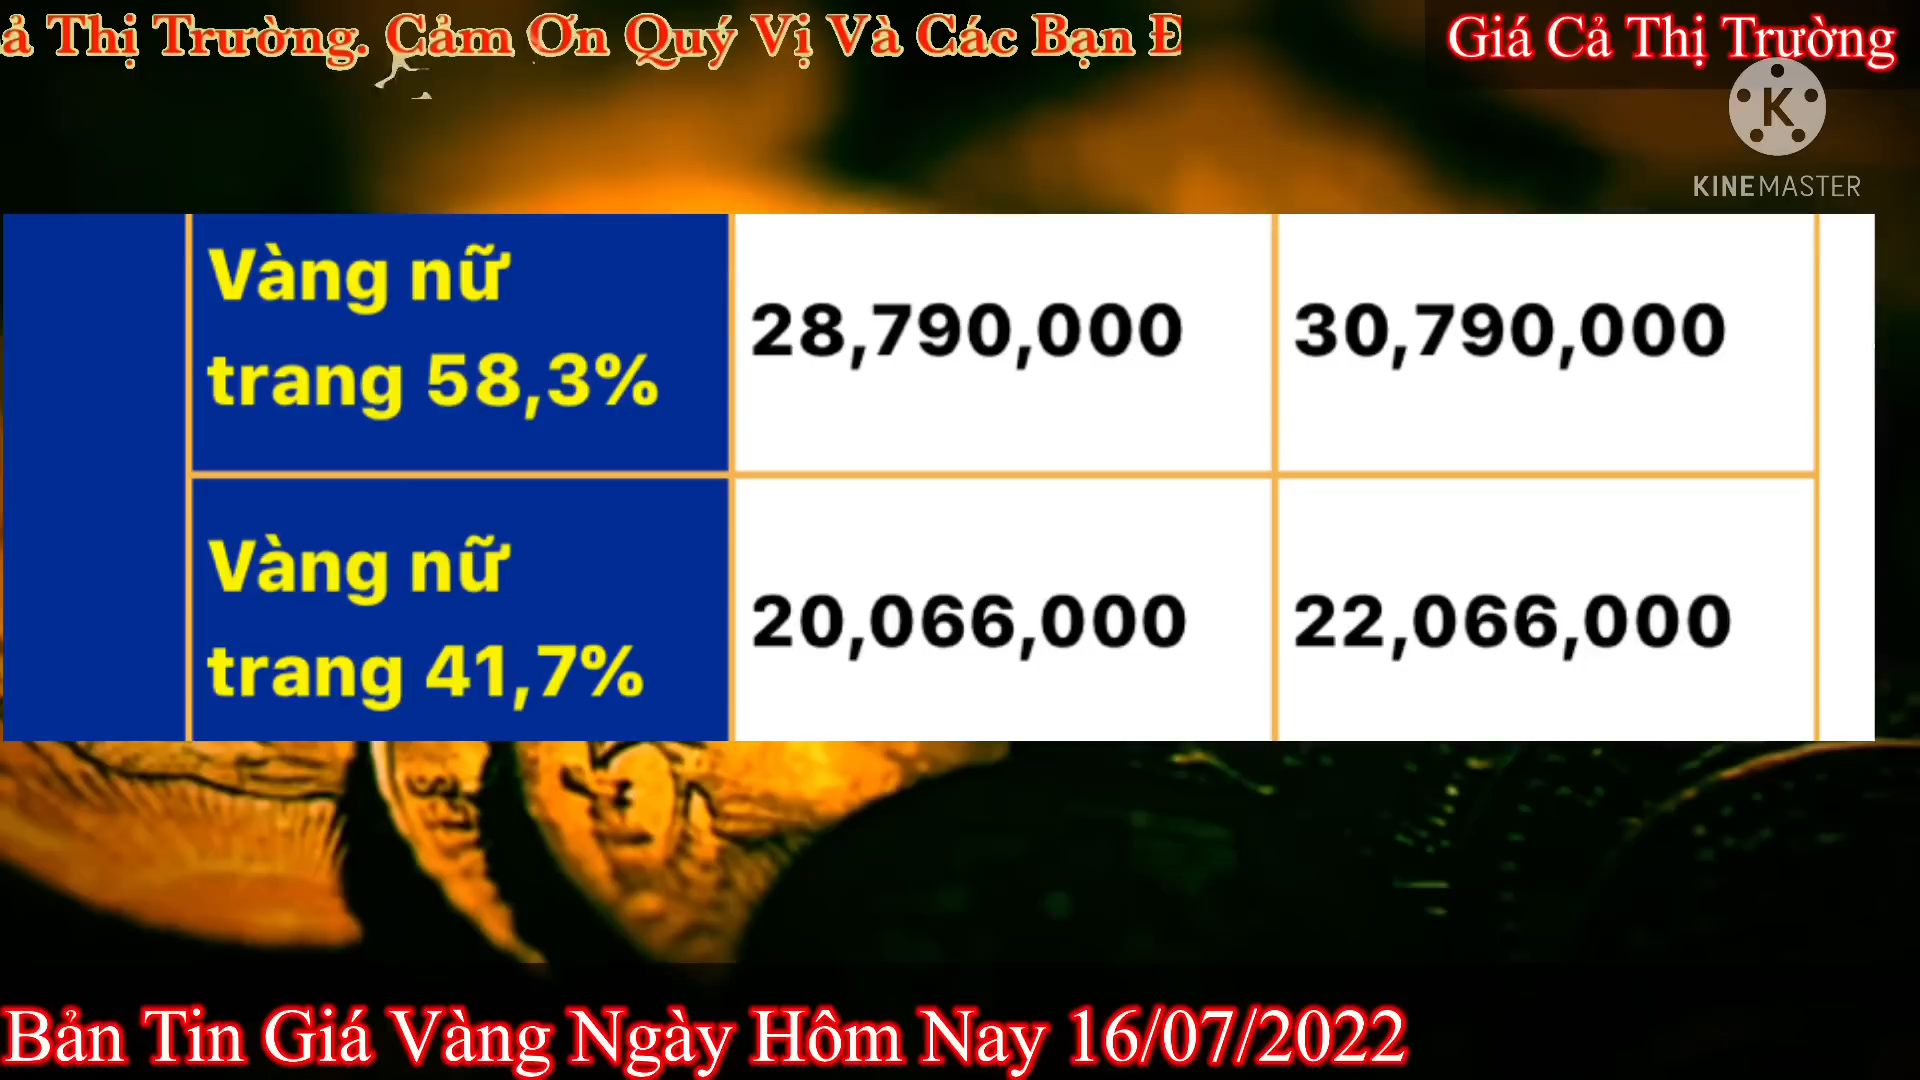 ả Thị Trường. Cảm Ơn Quý Vị Và Các Bạn Đ
Giá Cả Thị Trường
K
KINEMASTER
Vàng nữ
trang 58,3%
28,790,000
30,790,000
Vàng nữ
trang 41,7%
20,066,000
22,066,000
Bản Tin Giá Vàng Ngày Hôm Nay 16/07/2022